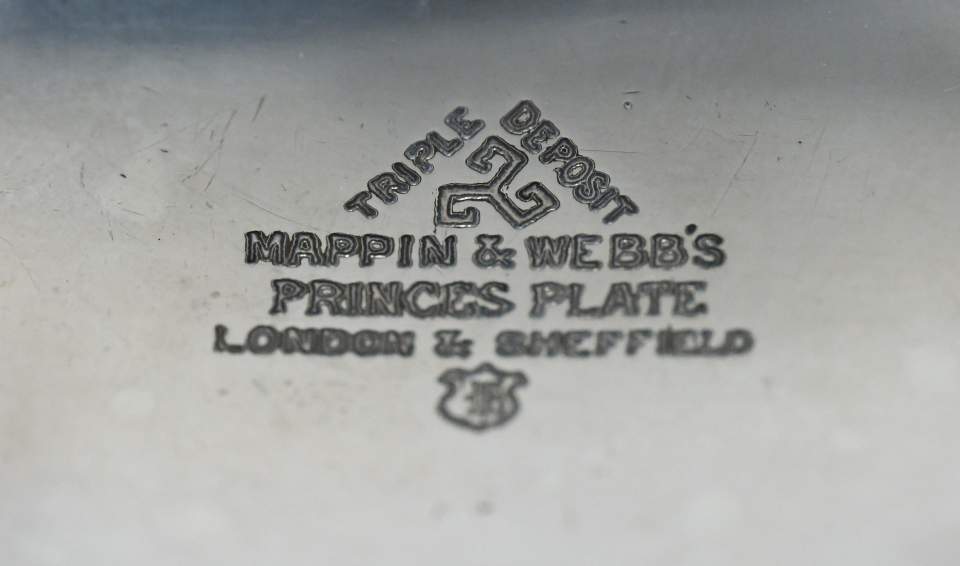 TRIPLE DEPOSIT
MAPPIN & WEBB'S
PRINCES PLATE
LONDON & SHEFFIELD